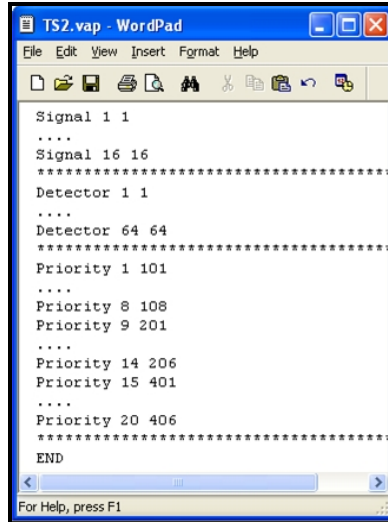 TS2.vap - WordPad
File Edit View Insert Format Help
Signal 1 1
....
Signal 16 16
****************************************
Detector 1 1
....
Detector 64 64
****************************************
Priority 1 101
....
Priority 8 108
Priority 9 201
....
Priority 14 206
Priority 15 401
....
Priority 20 406
****************************************
END
For Help, press F1